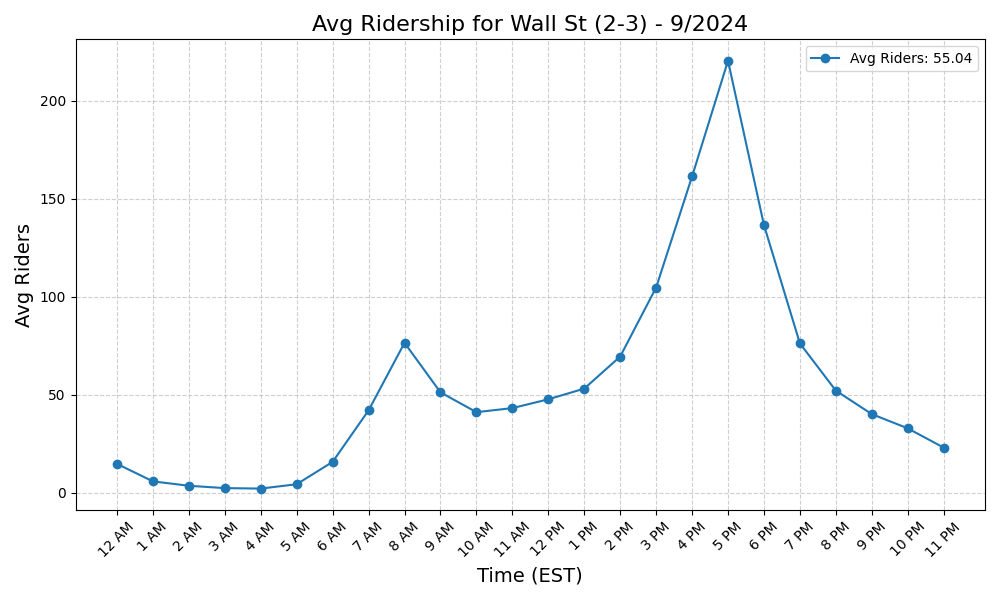 Avg Ridership for Wall St (2-3) - 9/2024
Avg Riders: 55.04
Avg Riders
200
150
100
50
0
12 AM
1 AM
2 AM
3 AM
4 AM
5 AM
6 AM
7 AM
8 AM
9 AM
10 AM
11 AM
12 PM
1 PM
2 PM
3 PM
4 PM
5 PM
6 PM
7 PM
8 PM
9 PM
10 PM
11 PM
Time (EST)